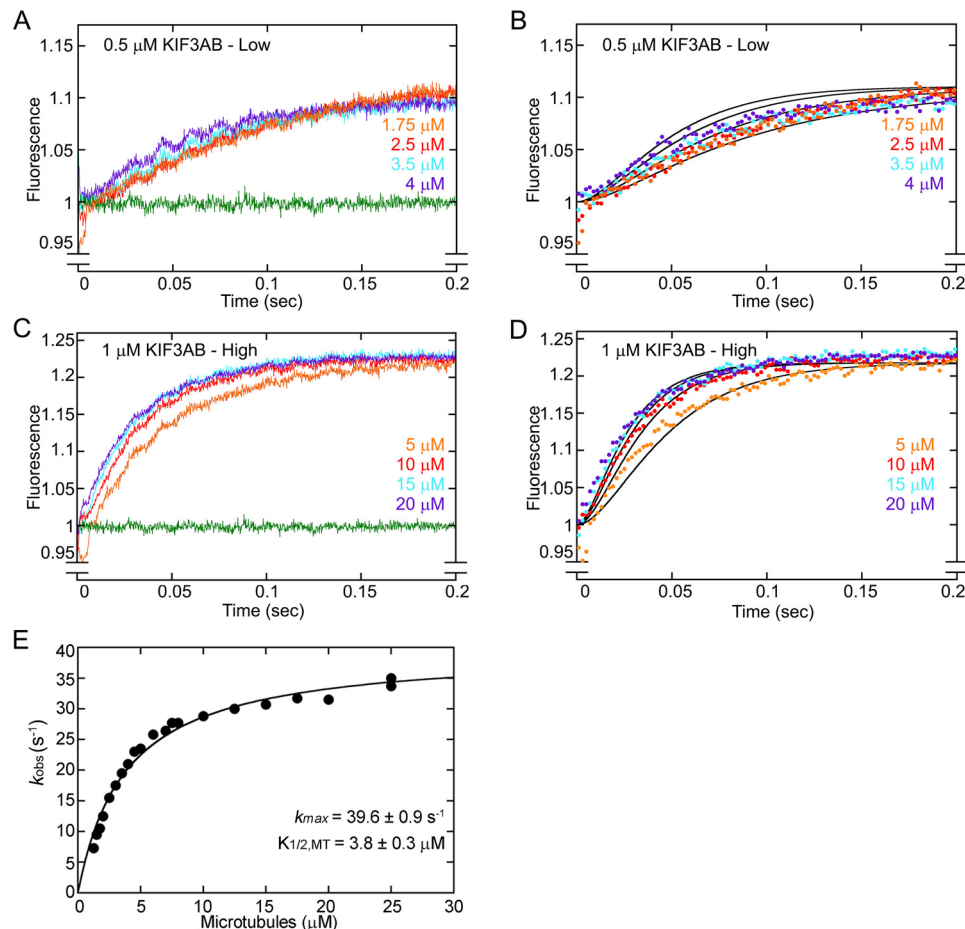 A
0.5 μM KIF3AB - Low
1.15
1.1
1.05
1
0.95
Fluorescence
1.75 μM
2.5 μM
3.5 μM
4 μM
0
0.05
0.1
0.15
0.2
Time (sec)
B
0.5 μM KIF3AB - Low
1.15
1.1
1.05
1
0.95
Fluorescence
1.75 μM
2.5 μM
3.5 μM
4 μM
0
0.05
0.1
0.15
0.2
Time (sec)
C
1 μM KIF3AB - High
1.25
1.2
1.15
1.1
1.05
1
0.95
Fluorescence
5 μM
10 μM
15 μM
20 μM
0
0.05
0.1
0.15
0.2
Time (sec)
D
1 μM KIF3AB - High
1.25
1.2
1.15
1.1
1.05
1
0.95
Fluorescence
5 μM
10 μM
15 μM
20 μM
0
0.05
0.1
0.15
0.2
Time (sec)
E
40
35
30
25
20
15
10
5
0
kobs (s-1)
kmax = 39.6 ± 0.9 s-1
K1/2,MT = 3.8 ± 0.3 μM
0
5
10
15
20
25
30
Microtubules (μM)